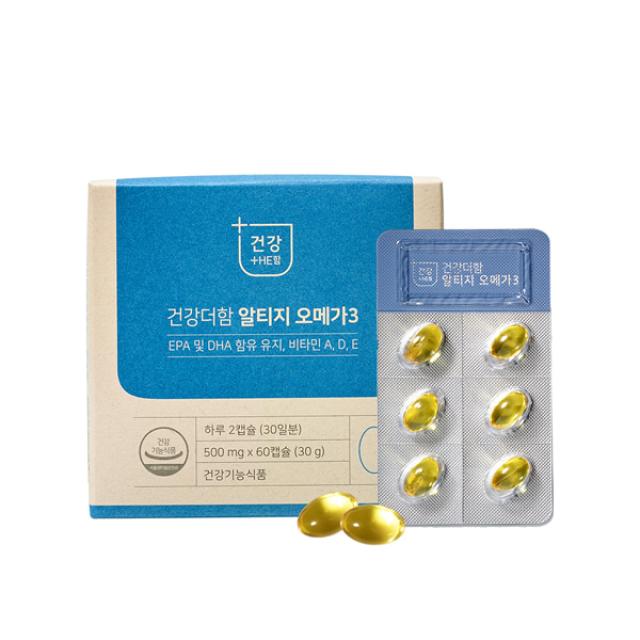 건강
+HE함
건강더함 알티지 오메가3
EPA 및 DHA 함유 유지, 비타민 A, D, E
건강
기능식품
하루 2캡슐 (30일분)
500 mg x 60캡슐 (30 g)
건강기능식품
건강
+HE함
건강더함
알티지 오메가3